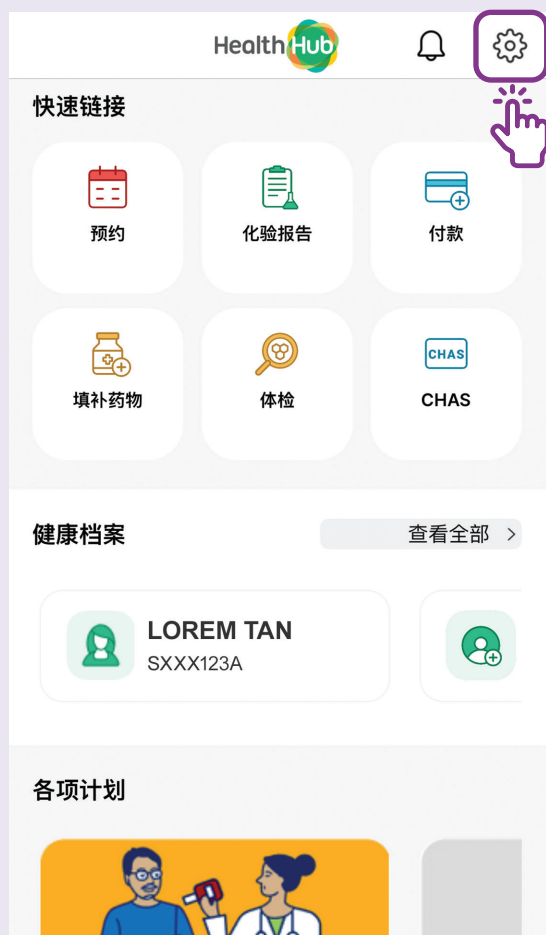 HealthHub
快速链接
预约
化验报告
付款
CHAS
填补药物
体检
CHAS
健康档案
查看全部
LOREM TAN
SXXX123A
各项计划